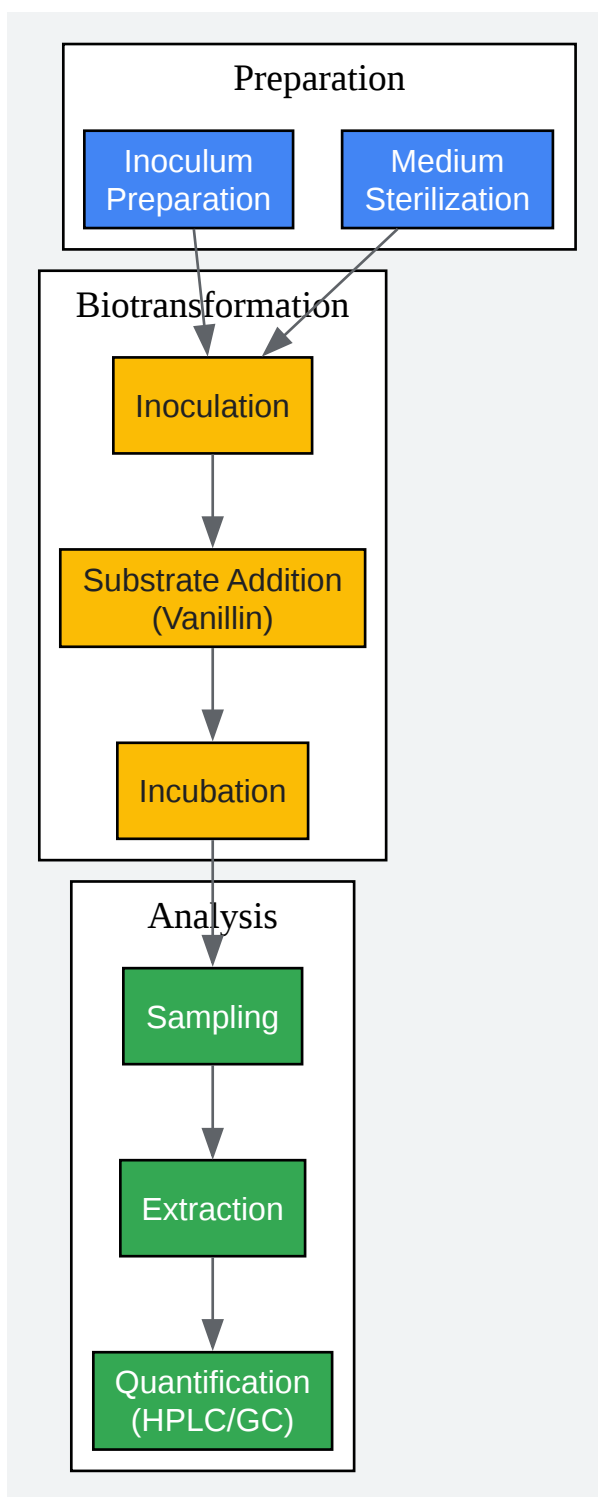 Preparation
Inoculum
Preparation
Medium
Sterilization
Biotransformation
Inoculation
Substrate Addition
(Vanillin)
Incubation
Analysis
Sampling
Extraction
Quantification
(HPLC/GC)